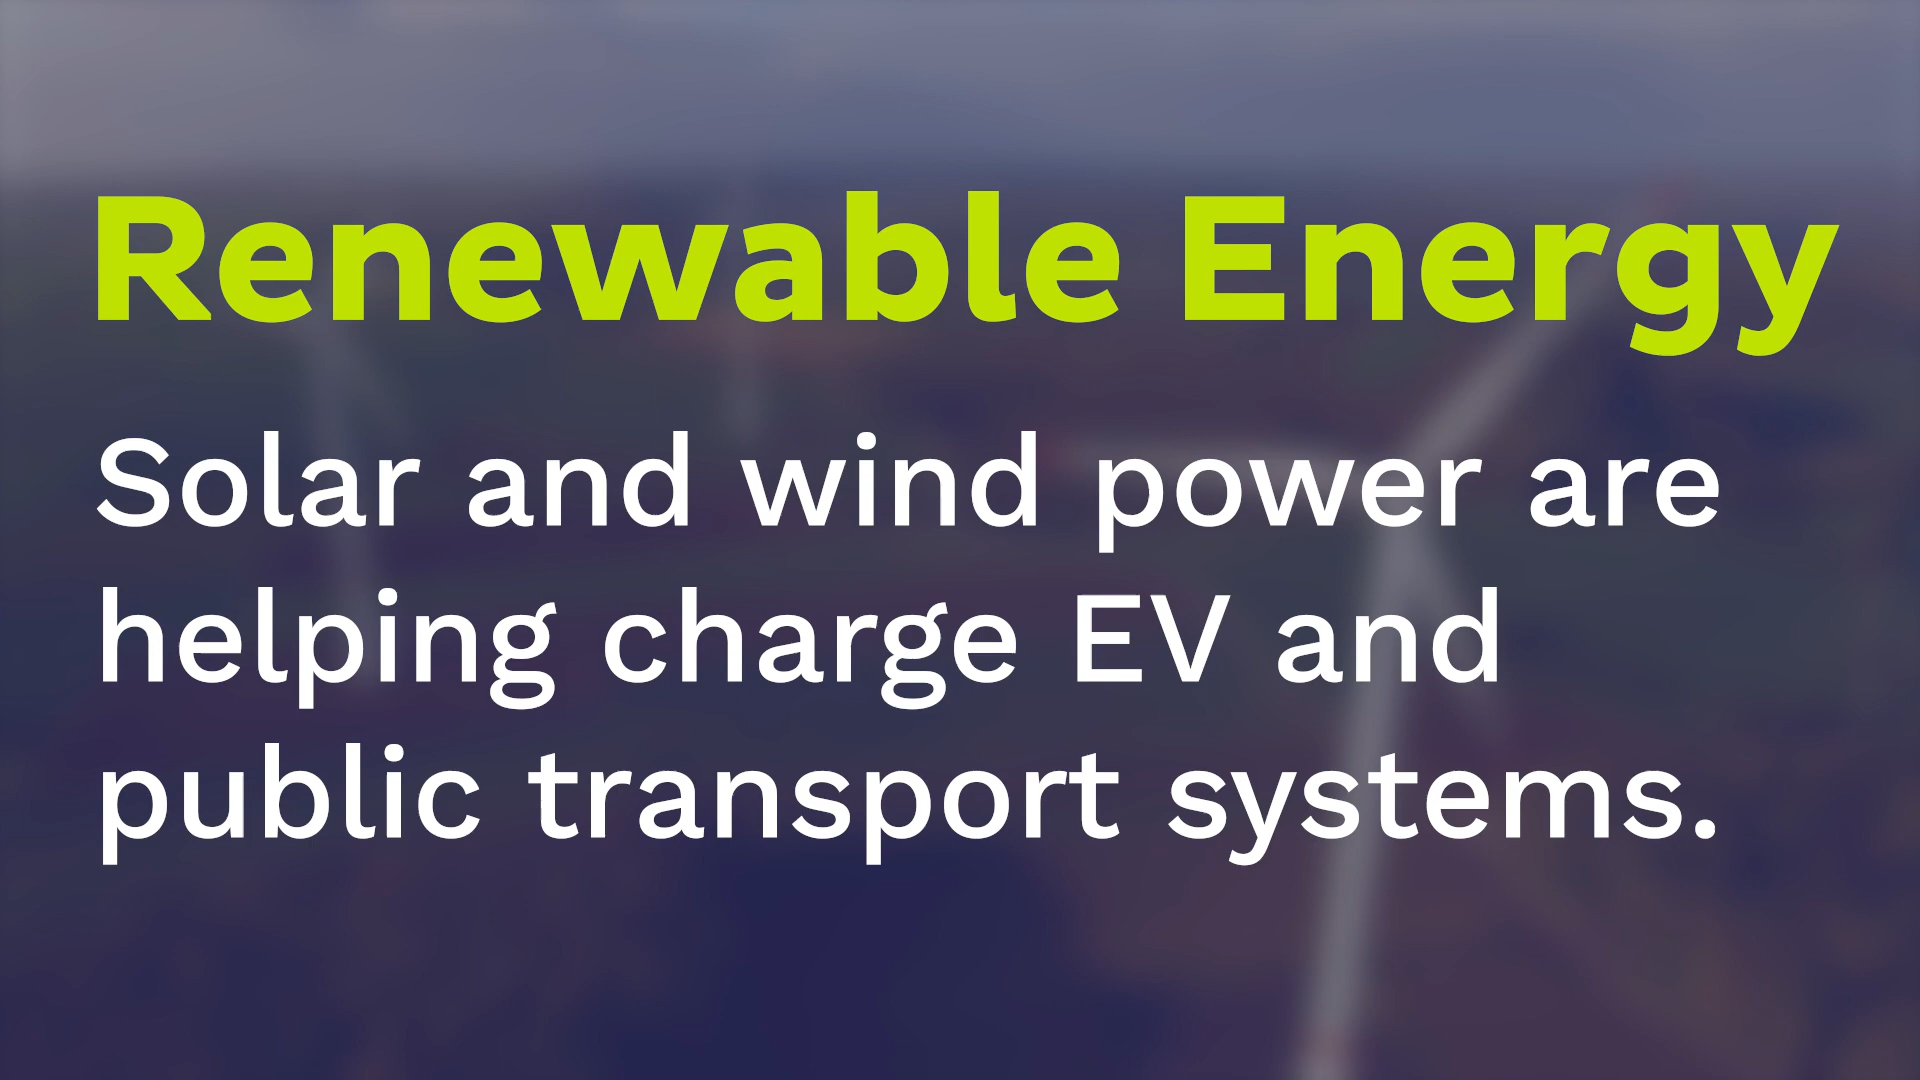 Renewable Energy
Solar and wind power are
helping charge EV and
public transport systems.